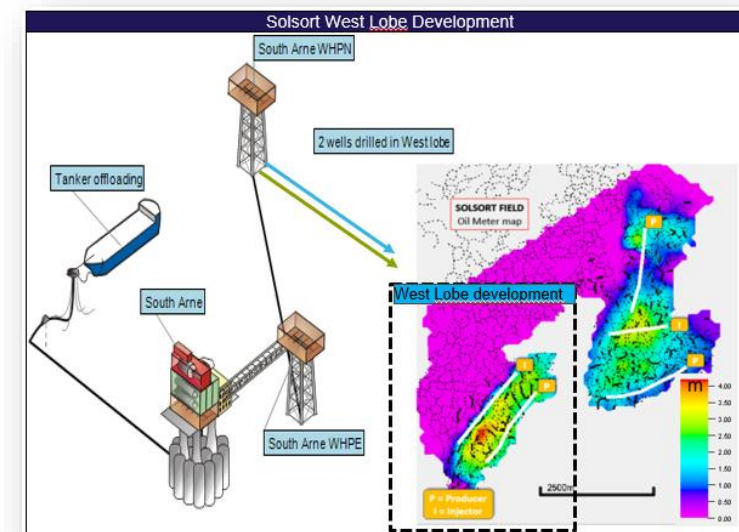 Solsort West Lobe Development
South Arne WHPN
2 wells drilled in West lobe
Tanker offloading
SOLSORT FIELD
Oil Meter map
P
West Lobe development
South Arne
I
P
I
P
m
4.00
3.00
2.50
2.00
1.50
1.00
0.50
0.00
South Arne WHPE
2500m
P = Producer
I = Injector